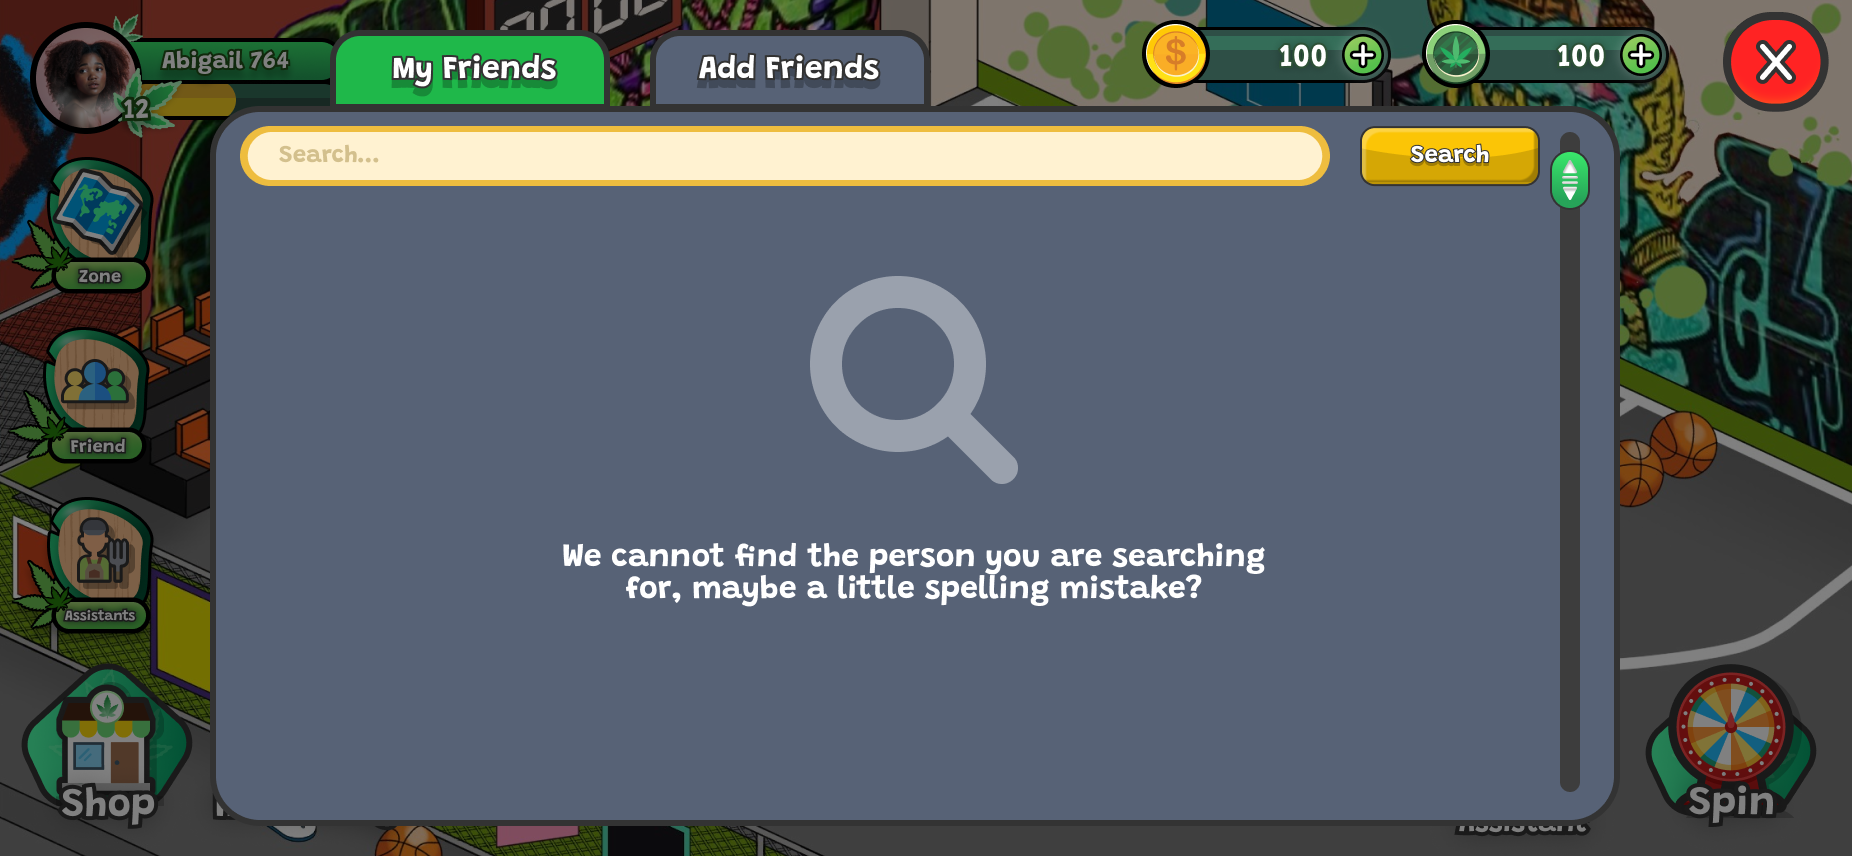 Abigail 764
12
My Friends
Add Friends
100
100
Search...
Search
Zone
Friend
Assistants
We cannot find the person you are searching
for, maybe a little spelling mistake?
Shop
Spin
Assistant